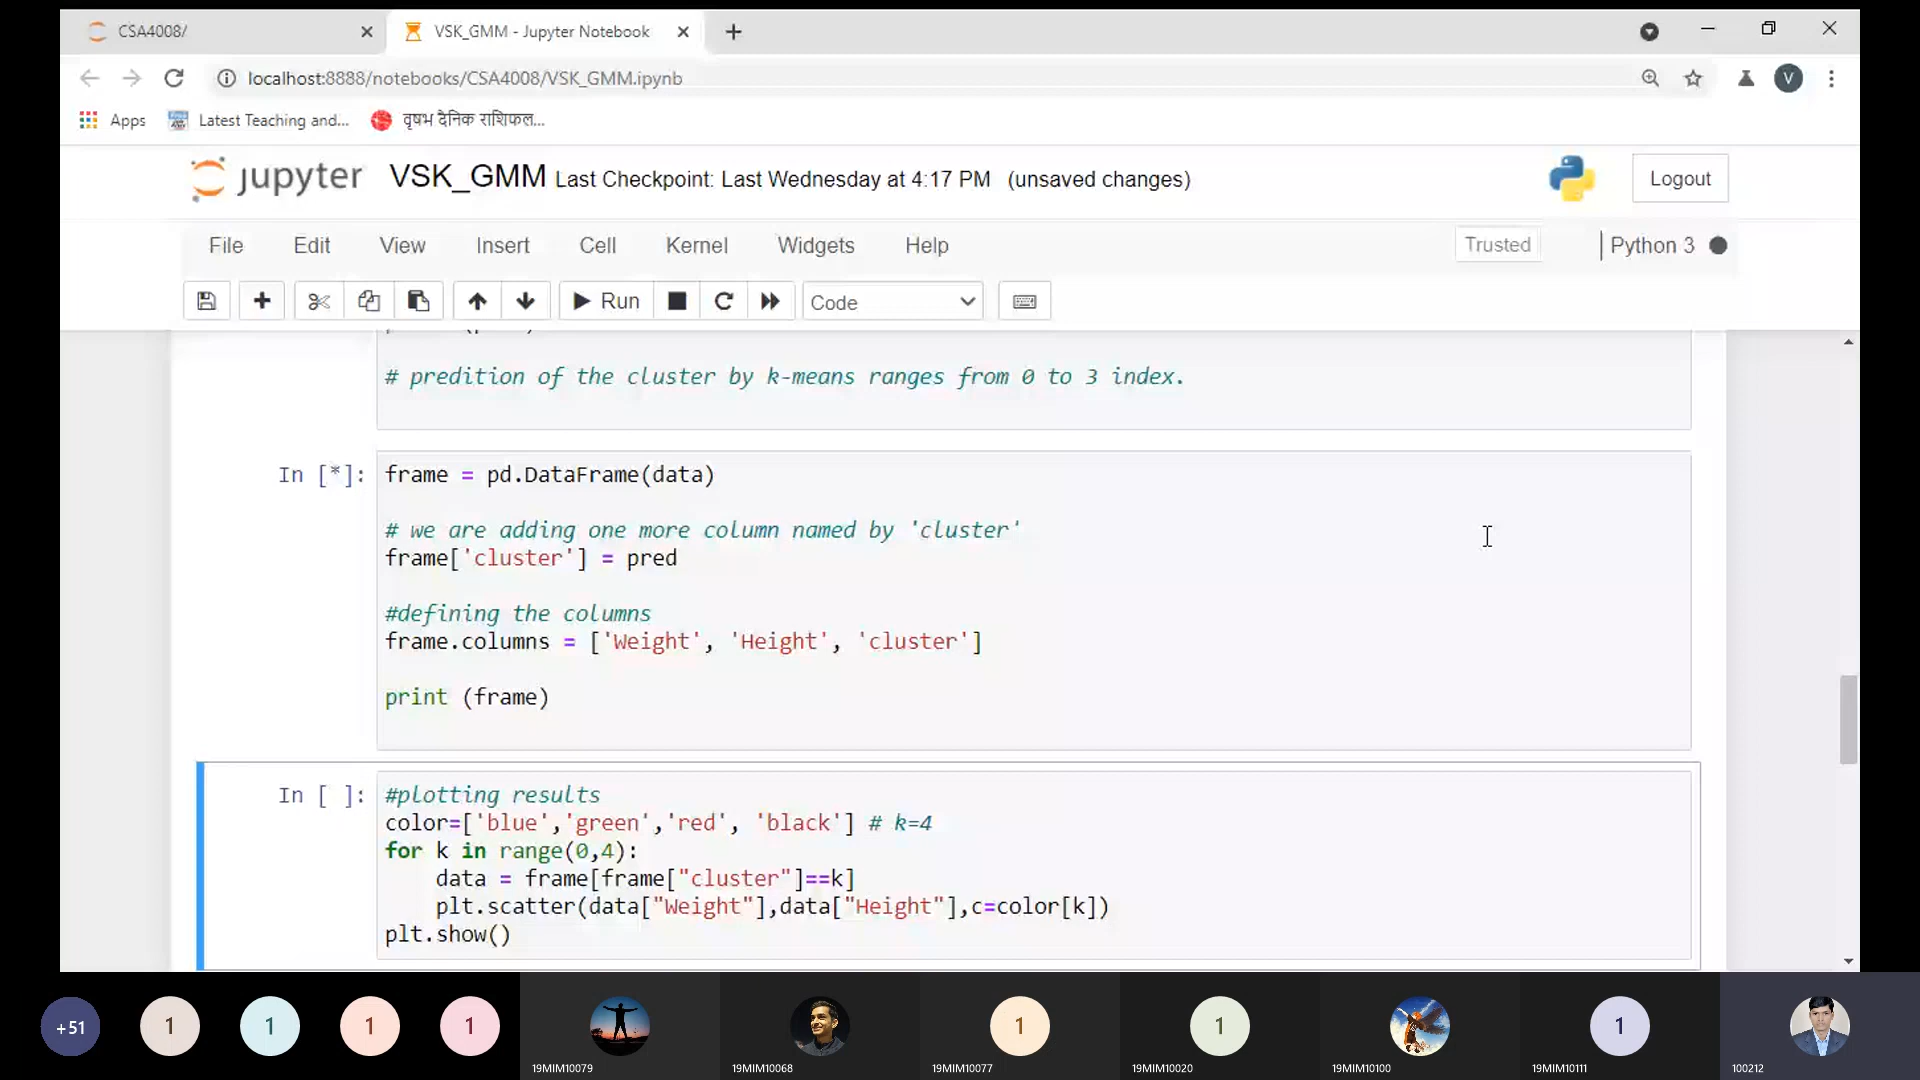 CSA4008/
VSK_GMM - Jupyter Notebook
localhost:8888/notebooks/CSA4008/VSK_GMM.ipynb
V
Apps
Latest Teaching and...
वृषभ दैनिक राशिफल...
jupyter VSK_GMM Last Checkpoint: Last Wednesday at 4:17 PM (unsaved changes)
Logout
File Edit View Insert Cell Kernel Widgets Help
Trusted
Python 3
Run
Code
# predition of the cluster by k-means ranges from 0 to 3 index.
In [*]: frame = pd.DataFrame(data)
# we are adding one more column named by 'cluster'
frame['cluster'] = pred
#defining the columns
frame.columns = ['Weight', 'Height', 'cluster']
print (frame)
In [ ]: #plotting results
color=['blue','green','red', 'black'] # k=4
for k in range(0,4):
data = frame[frame["cluster"]==k]
plt.scatter(data["Weight"],data["Height"],c=color[k])
plt.show()
+51 1 1 1 1 1 1 1
19MIM10079 19MIM10068 19MIM10077 19MIM10020 19MIM10100 19MIM10111 100212